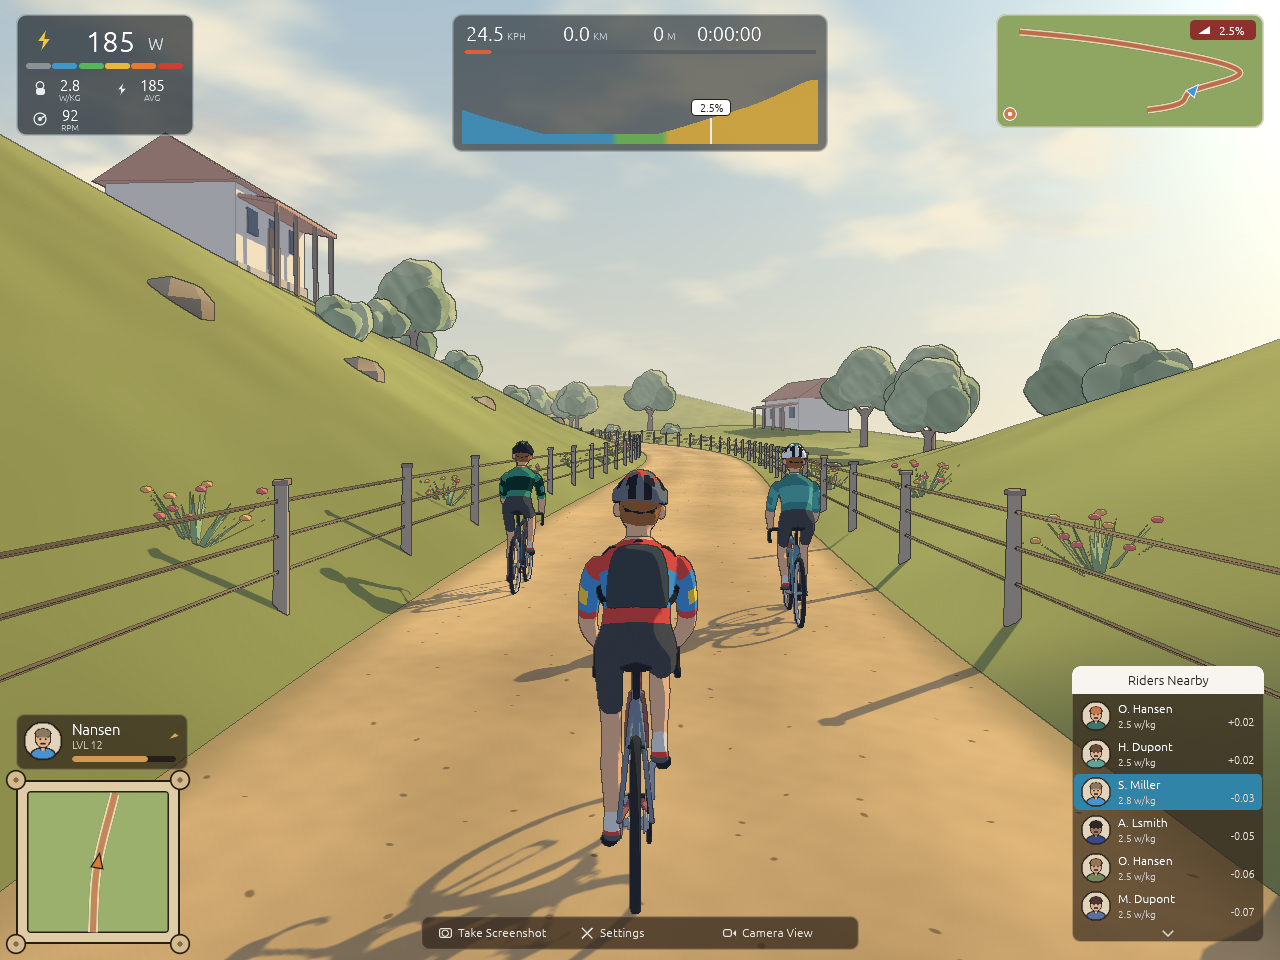 185 W
2.8 W/KG
185 AVG
92 RPM
24.5 KPH 0.0 KM 0 M 0:00:00
2.5%
2.5%
Nansen
LVL 12
Riders Nearby
O. Hansen
2.5 w/kg +0.02
H. Dupont
2.5 w/kg +0.02
S. Miller
2.8 w/kg -0.03
A. Lsmith
2.5 w/kg -0.05
O. Hansen
2.5 w/kg -0.06
M. Dupont
2.5 w/kg -0.07
Take Screenshot Settings Camera View